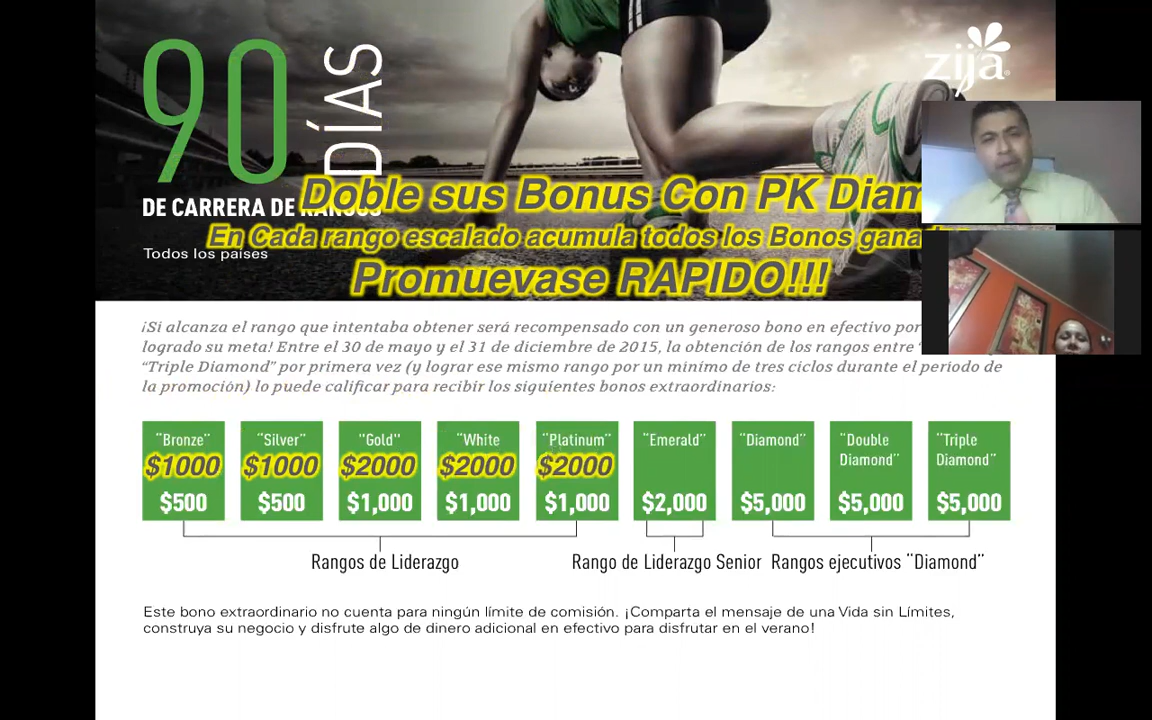 90
DÍAS
zija
DE CARRERA DE RANGOS
Doble sus Bonus Con PK
En Cada rango escalado acumula todos los Bonos
Todos los países
Promuevase RAPIDO!!!
¡Si alcanza el rango que intentaba obtener será recompensado con un generoso bono en efectivo por
logrado su meta! Entre el 30 de mayo y el 31 de diciembre de 2015, la obtención de los rangos entre
“Triple Diamond” por primera vez (y lograr ese mismo rango por un mínimo de tres ciclos durante el período de
la promoción) lo puede calificar para recibir los siguientes bonos extraordinarios:
"Bronze" "Silver" "Gold" "White "Platinum" "Emerald" "Diamond" "Double Diamond" "Triple Diamond"
$1000 $1000 $2000 $2000 $2000
$500 $500 $1,000 $1,000 $1,000 $2,000 $5,000 $5,000 $5,000
Rangos de Liderazgo Rango de Liderazgo Senior Rangos ejecutivos "Diamond"
Este bono extraordinario no cuenta para ningún límite de comisión. ¡Comparta el mensaje de una Vida sin Límites,
construya su negocio y disfrute algo de dinero adicional en efectivo para disfrutar en el verano!